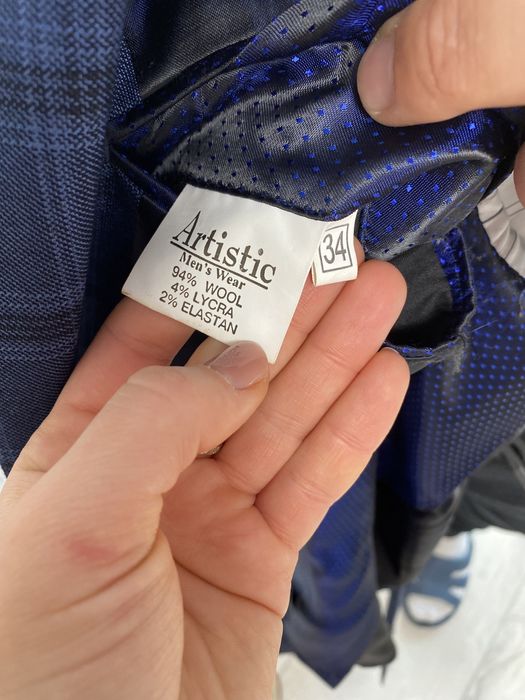 Artistic
Men's Wear
94% WOOL
4% LYCRA
2% ELASTAN
34